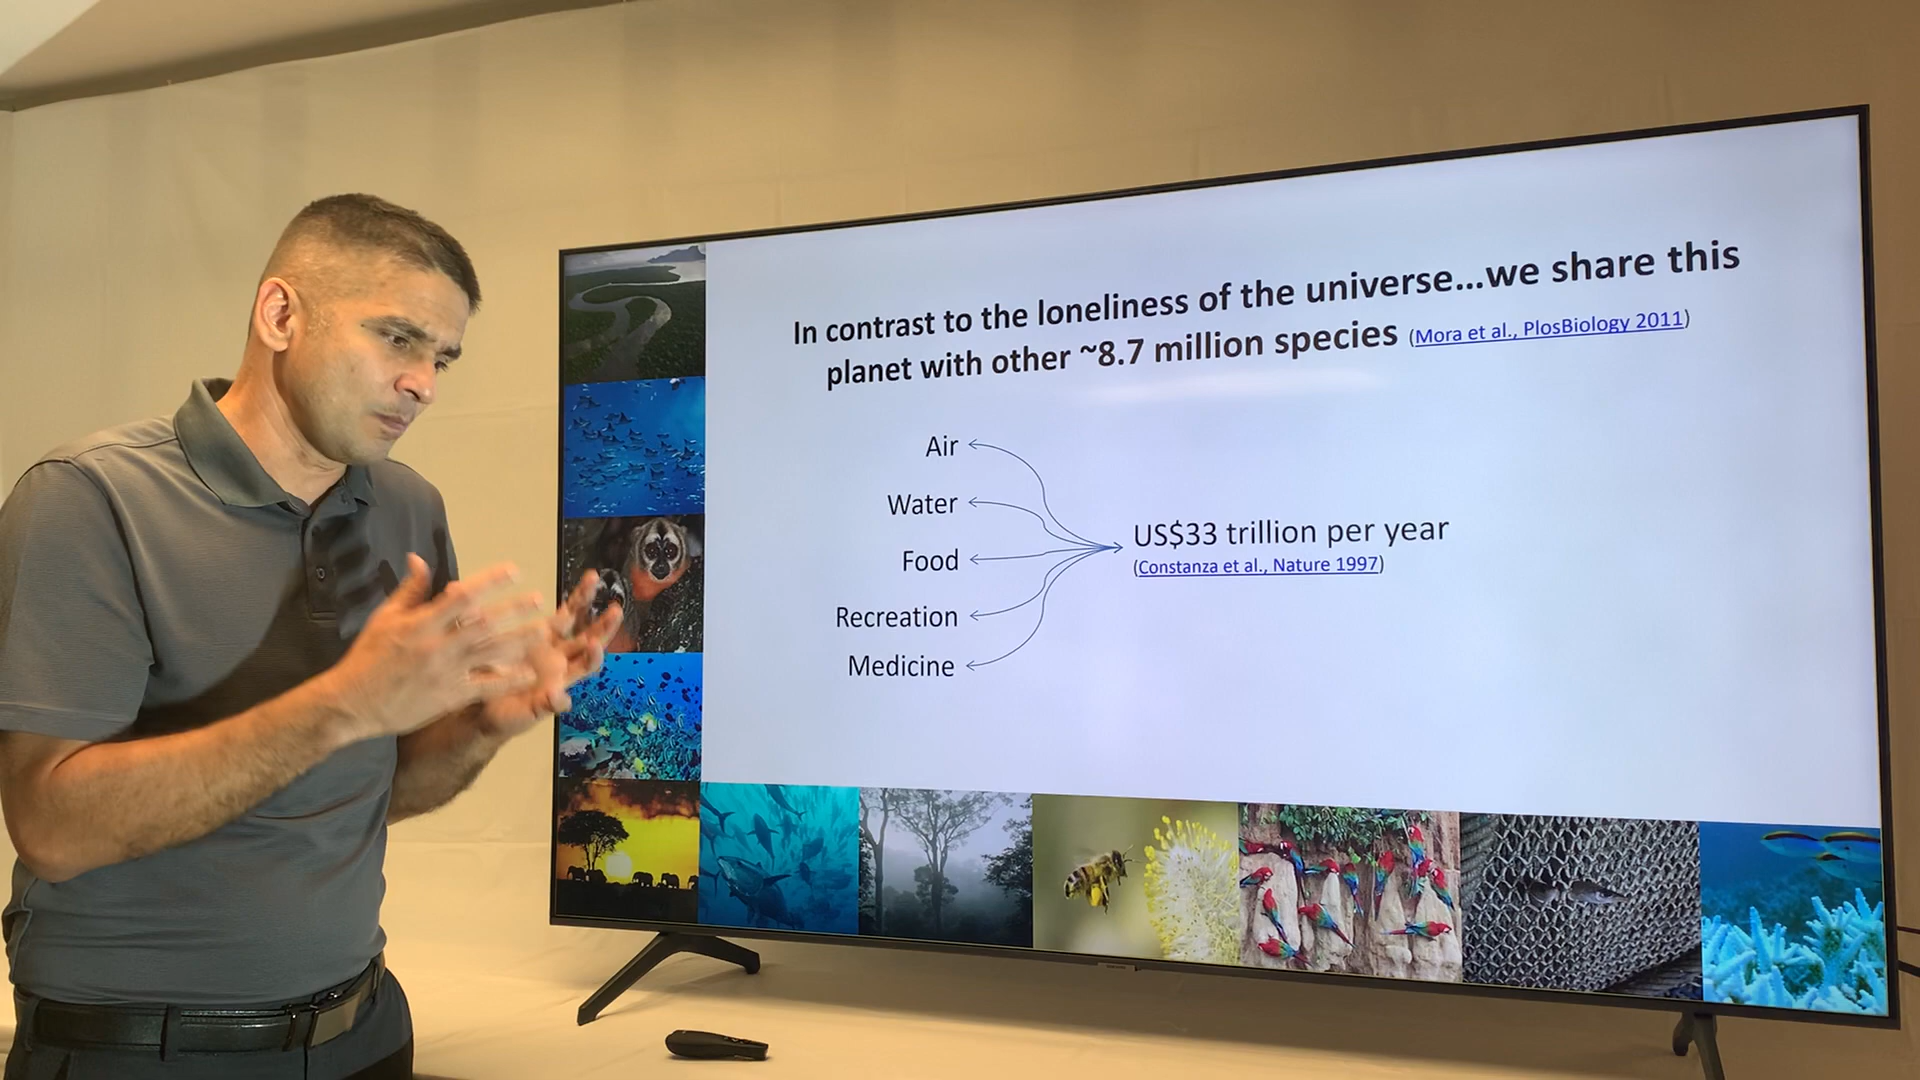 In contrast to the loneliness of the universe...we share this
planet with other ~8.7 million species (Mora et al., PlosBiology 2011)
Air
Water
Food
Recreation
Medicine
US$33 trillion per year
(Constanza et al., Nature 1997)